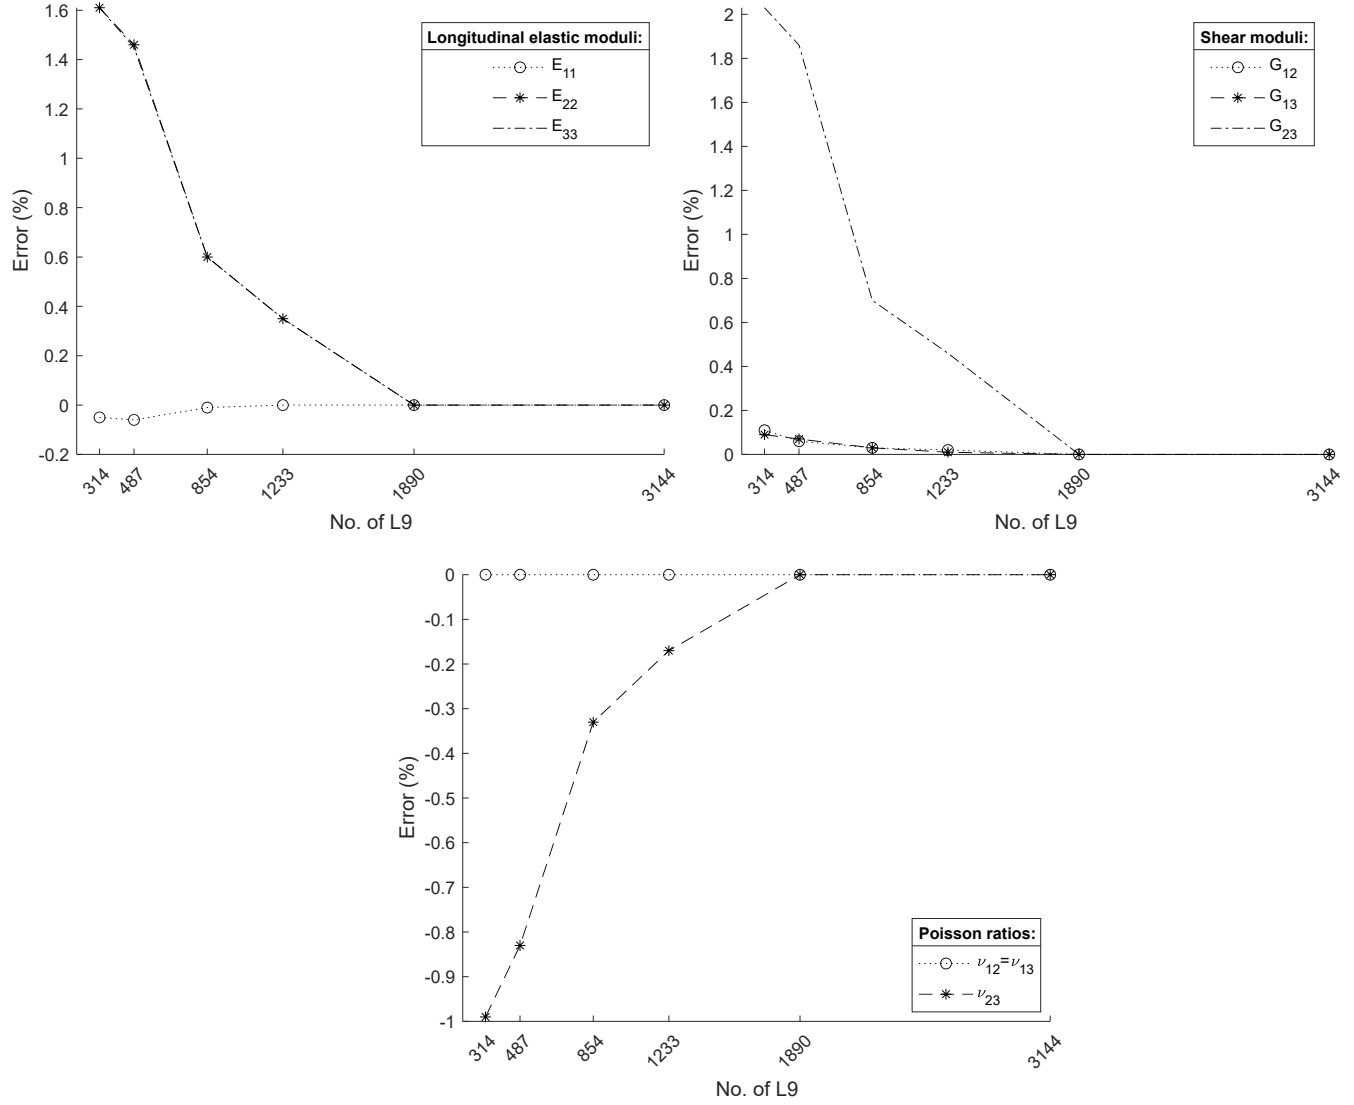 1.6
1.4
1.2
1
0.8
0.6
0.4
0.2
0
-0.2
Error (%)
314
487
854
1233
1890
3144
No. of L9
Longitudinal elastic moduli:
E11
E22
E33
2
1.8
1.6
1.4
1.2
1
0.8
0.6
0.4
0.2
0
Error (%)
314
487
854
1233
1890
3144
No. of L9
Shear moduli:
G12
G13
G23
0
-0.1
-0.2
-0.3
-0.4
-0.5
-0.6
-0.7
-0.8
-0.9
-1
Error (%)
314
487
854
1233
1890
3144
No. of L9
Poisson ratios:
ν12=ν13
ν23